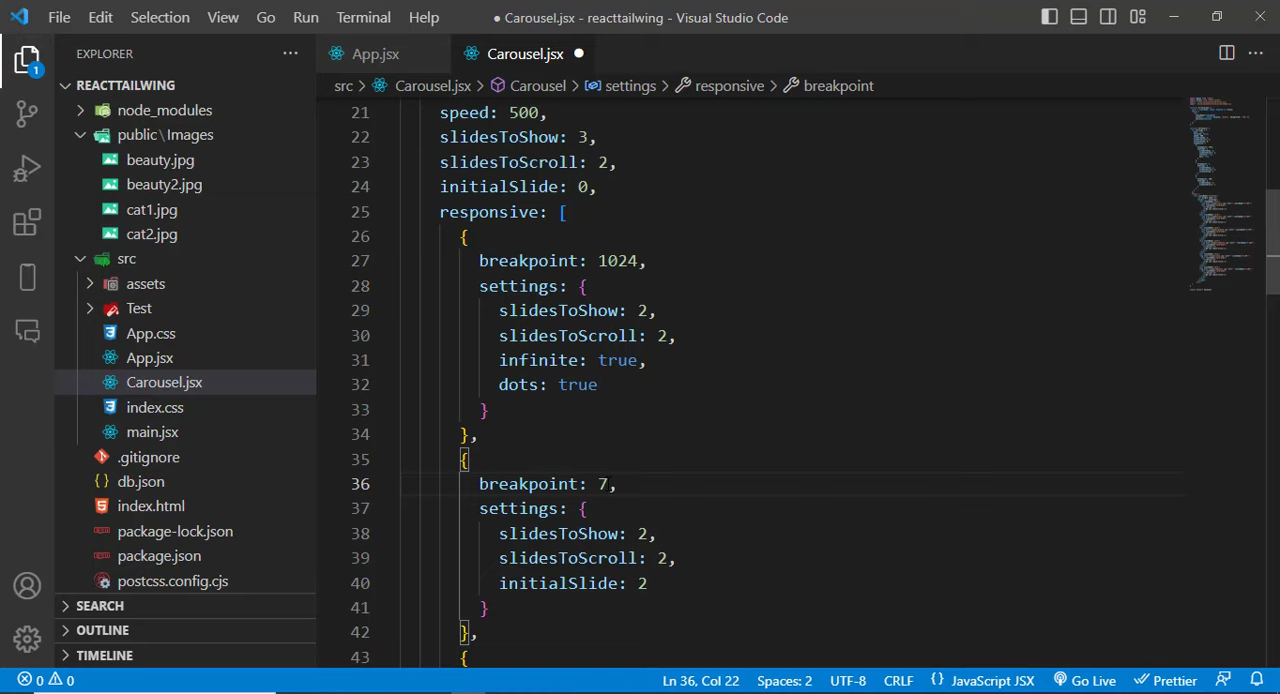 File Edit Selection View Go Run Terminal Help
● Carousel.jsx - reacttailwing - Visual Studio Code
EXPLORER
App.jsx
Carousel.jsx
REACTTAILWING
src > Carousel.jsx > Carousel > settings > responsive > breakpoint
1
node_modules
public\Images
beauty.jpg
beauty2.jpg
cat1.jpg
cat2.jpg
src
assets
Test
App.css
App.jsx
Carousel.jsx
index.css
main.jsx
.gitignore
db.json
index.html
package-lock.json
package.json
postcss.config.cjs
SEARCH
OUTLINE
TIMELINE
21 speed: 500,
22 slidesToShow: 3,
23 slidesToScroll: 2,
24 initialSlide: 0,
25 responsive: [
26 {
27 breakpoint: 1024,
28 settings: {
29 slidesToShow: 2,
30 slidesToScroll: 2,
31 infinite: true,
32 dots: true
33 }
34 },
35 {
36 breakpoint: 7,
37 settings: {
38 slidesToShow: 2,
39 slidesToScroll: 2,
40 initialSlide: 2
41 }
42 },
43 {
0 0 Ln 36, Col 22 Spaces: 2 UTF-8 CRLF {} JavaScript JSX Go Live Prettier